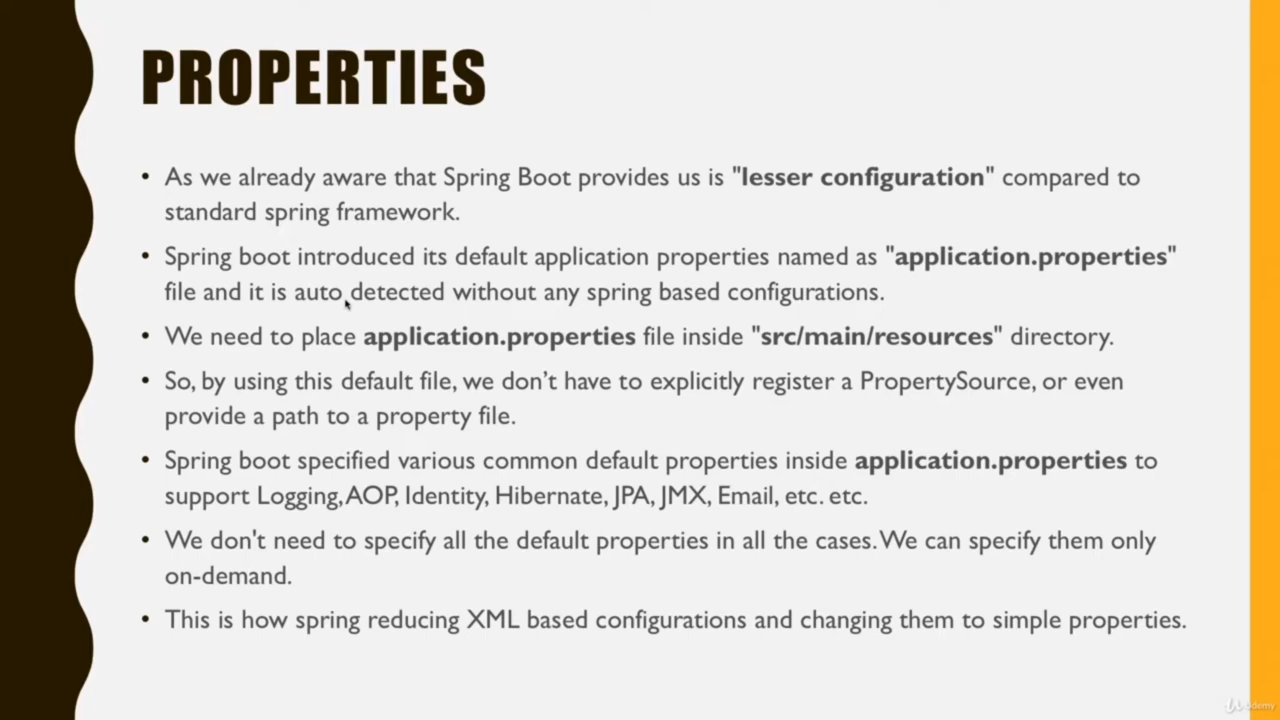 PROPERTIES
• As we already aware that Spring Boot provides us is "lesser configuration" compared to
standard spring framework.
• Spring boot introduced its default application properties named as "application.properties"
file and it is auto detected without any spring based configurations.
• We need to place application.properties file inside "src/main/resources" directory.
• So, by using this default file, we don't have to explicitly register a PropertySource, or even
provide a path to a property file.
• Spring boot specified various common default properties inside application.properties to
support Logging, AOP, Identity, Hibernate, JPA, JMX, Email, etc. etc.
• We don't need to specify all the default properties in all the cases. We can specify them only
on-demand.
• This is how spring reducing XML based configurations and changing them to simple properties.
Udemy